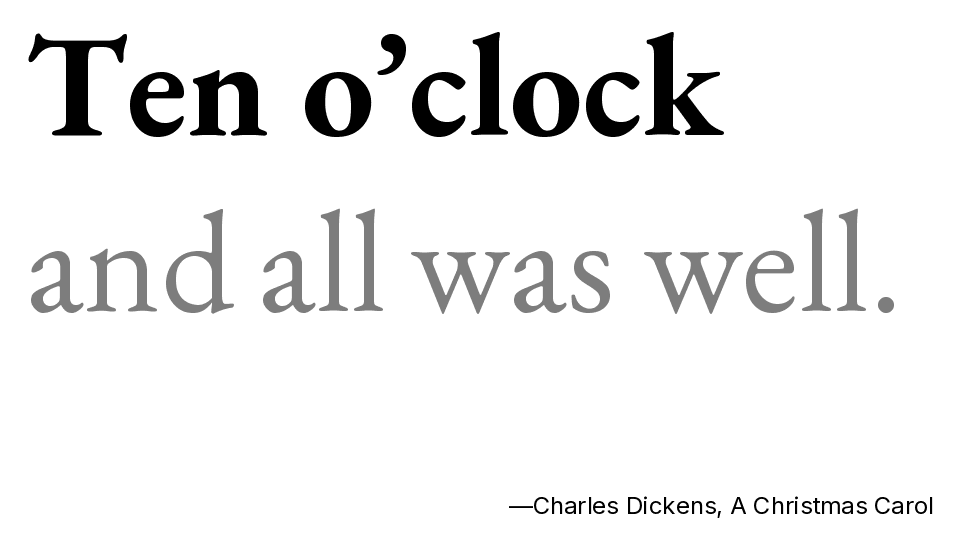 Ten o’clock
and all was well.
—Charles Dickens, A Christmas Carol